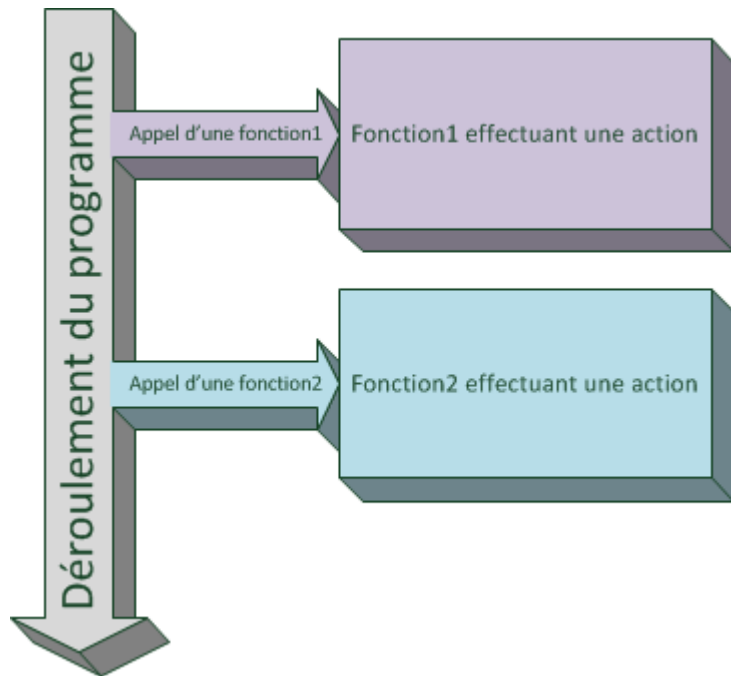 Déroulement du programme
Appel d'une fonction1
Fonction1 effectuant une action
Appel d'une fonction2
Fonction2 effectuant une action